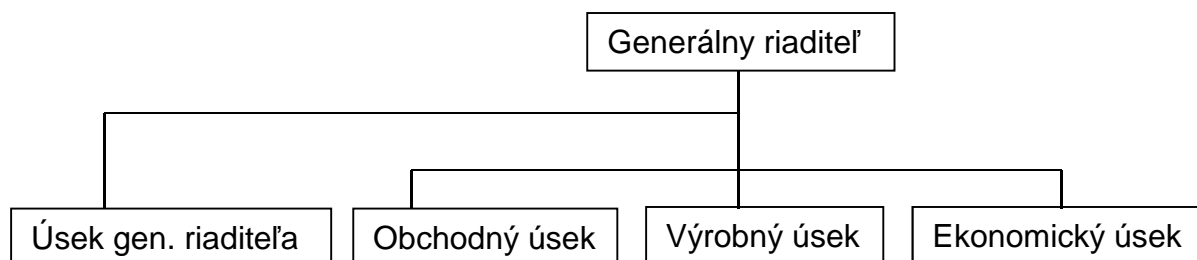 Generálny riaditeľ
Úsek gen. riaditeľa
Obchodný úsek
Výrobný úsek
Ekonomický úsek